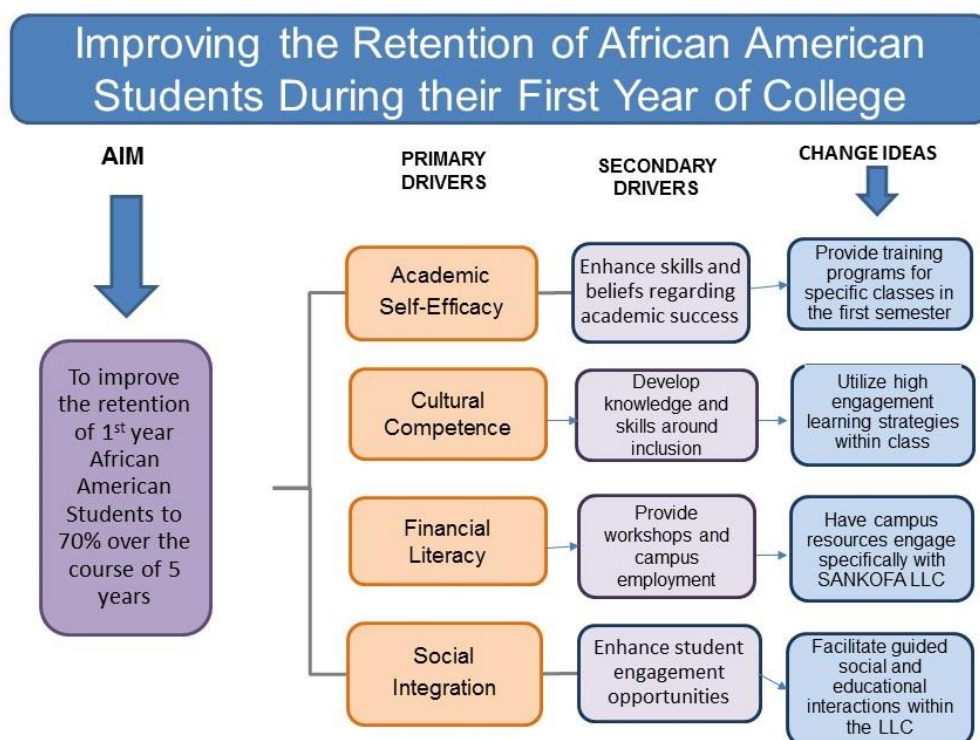 Improving the Retention of African American
Students During their First Year of College
AIM
PRIMARY
DRIVERS
SECONDARY
DRIVERS
CHANGE IDEAS
To improve
the retention
of 1st year
African
American
Students to
70% over the
course of 5
years
Academic
Self-Efficacy
Enhance skills and
beliefs regarding
academic success
Provide training
programs for
specific classes in
the first semester
Cultural
Competence
Develop
knowledge and
skills around
inclusion
Utilize high
engagement
learning strategies
within class
Financial
Literacy
Provide
workshops and
campus
employment
Have campus
resources engage
specifically with
SANKOFA LLC
Social
Integration
Enhance student
engagement
opportunities
Facilitate guided
social and
educational
interactions within
the LLC